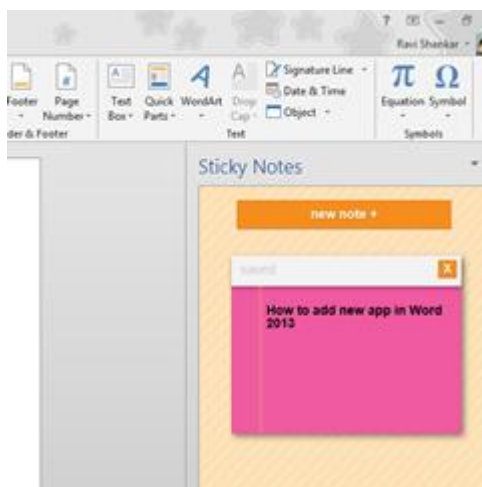 ?
Ravi Shankar
Footer Page Number Text Box Quick Parts WordArt Drop Cap Signature Line Date & Time Object Equation Symbol
π Ω
der & Footer Text Symbols
Sticky Notes
new note +
saved
X
How to add new app in Word
2013